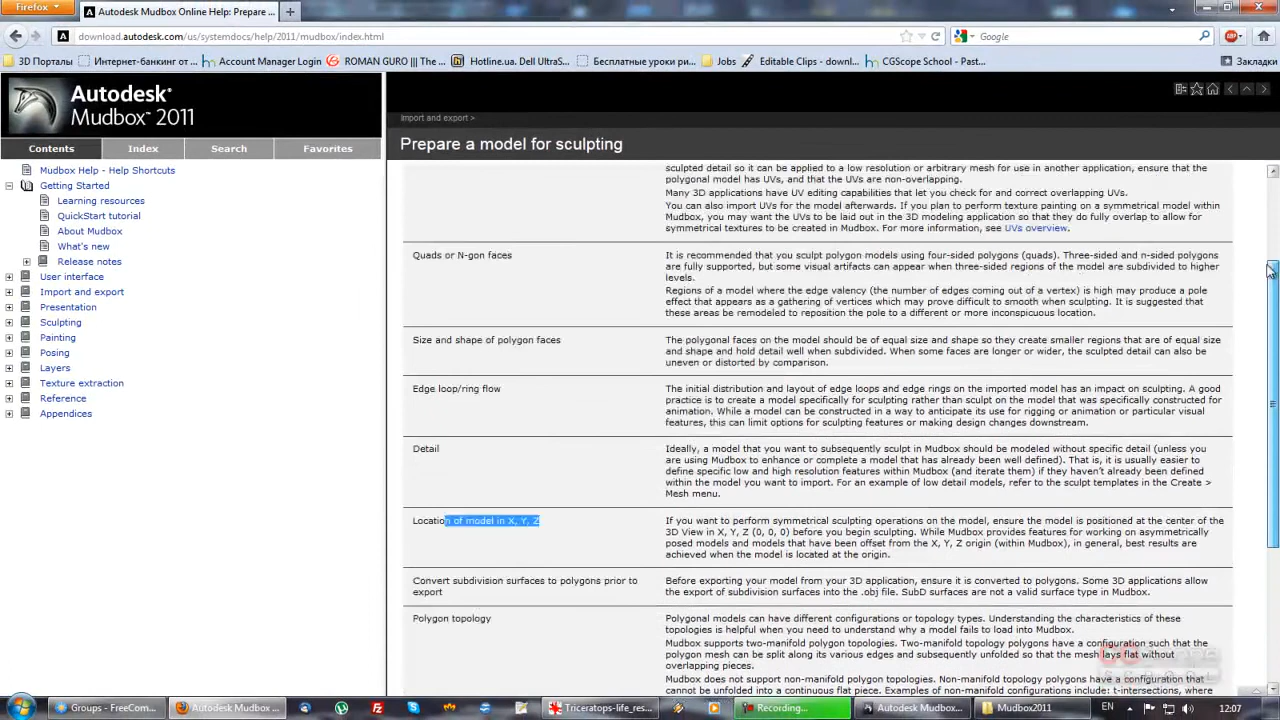 Firefox
Autodesk Mudbox Online Help: Prepare ...
download.autodesk.com/us/systemdocs/help/2011/mudbox/index.html
Google
3D Порталы
Интернет-банкинг от ...
Account Manager Login
ROMAN GURO ||| The ...
Hotline.ua. Dell UltraS...
Бесплатные уроки ри...
Jobs
Editable Clips - downl...
CGScope School - Pust...
Закладки
Autodesk®
Mudbox™ 2011
Contents
Index
Search
Favorites
Mudbox Help - Help Shortcuts
Getting Started
Learning resources
QuickStart tutorial
About Mudbox
What's new
Release notes
User interface
Import and export
Presentation
Sculpting
Painting
Posing
Layers
Texture extraction
Reference
Appendices
Import and export >
Prepare a model for sculpting
sculpted detail so it can be applied to a low resolution or arbitrary mesh for use in another application, ensure that the
polygonal model has UVs, and that the UVs are non-overlapping.
Many 3D applications have UV editing capabilities that let you check for and correct overlapping UVs.
You can also import UVs for the model afterwards. If you plan to perform texture painting on a symmetrical model within
Mudbox, you may want the UVs to be laid out in the 3D modeling application so that they do fully overlap to allow for
symmetrical textures to be created in Mudbox. For more information, see UVs overview.
Quads or N-gon faces
It is recommended that you sculpt polygon models using four-sided polygons (quads). Three-sided and n-sided polygons
are fully supported, but some visual artifacts can appear when three-sided regions of the model are subdivided to higher
levels.
Regions of a model where the edge valency (the number of edges coming out of a vertex) is high may produce a pole
effect that appears as a gathering of vertices which may prove difficult to smooth when sculpting. It is suggested that
these areas be remodeled to reposition the pole to a different or more inconspicuous location.
Size and shape of polygon faces
The polygonal faces on the model should be of equal size and shape so they create smaller regions that are of equal size
and shape and hold detail well when subdivided. When some faces are longer or wider, the sculpted detail can also be
uneven or distorted by comparison.
Edge loop/ring flow
The initial distribution and layout of edge loops and edge rings on the imported model has an impact on sculpting. A good
practice is to create a model specifically for sculpting rather than sculpt on the model that was specifically constructed for
animation. While a model can be constructed in a way to anticipate its use for rigging or animation or particular visual
features, this can limit options for sculpting features or making design changes downstream.
Detail
Ideally, a model that you want to subsequently sculpt in Mudbox should be modeled without specific detail (unless you
are using Mudbox to enhance or complete a model that has already been well defined). That is, it is usually easier to
define specific low and high resolution features within Mudbox (and iterate them) if they haven't already been defined
within the model you want to import. For an example of low detail models, refer to the sculpt templates in the Create >
Mesh menu.
Location of model in X, Y, Z
If you want to perform symmetrical sculpting operations on the model, ensure the model is positioned at the center of the
3D View in X, Y, Z (0, 0, 0) before you begin sculpting. While Mudbox provides features for working on asymmetrically
posed models and models that have been offset from the X, Y, Z origin (within Mudbox), in general, best results are
achieved when the model is located at the origin.
Convert subdivision surfaces to polygons prior to
export
Before exporting your model from your 3D application, ensure it is converted to polygons. Some 3D applications
allow the export of subdivision surfaces into the .obj file. SubD surfaces are not a valid surface type in Mudbox.
Polygon topology
Polygonal models can have different configurations or topology types. Understanding the characteristics of these
topologies is helpful when you need to understand why a model fails to load into Mudbox.
Mudbox supports two-manifold polygon topologies. Two-manifold topology polygons have a configuration such that the
polygon mesh can be split along its various edges and subsequently unfolded so that the mesh lays flat without
overlapping pieces.
Mudbox does not support non-manifold polygon topologies. Non-manifold topology polygons have a configuration that
cannot be unfolded into a continuous flat piece. Examples of non-manifold configurations include: t-intersections, where
Groups - FreeCom...
Autodesk Mudbox ...
Triceratops-life_res...
Recording...
Autodesk Mudbox...
Mudbox2011
EN
12:07